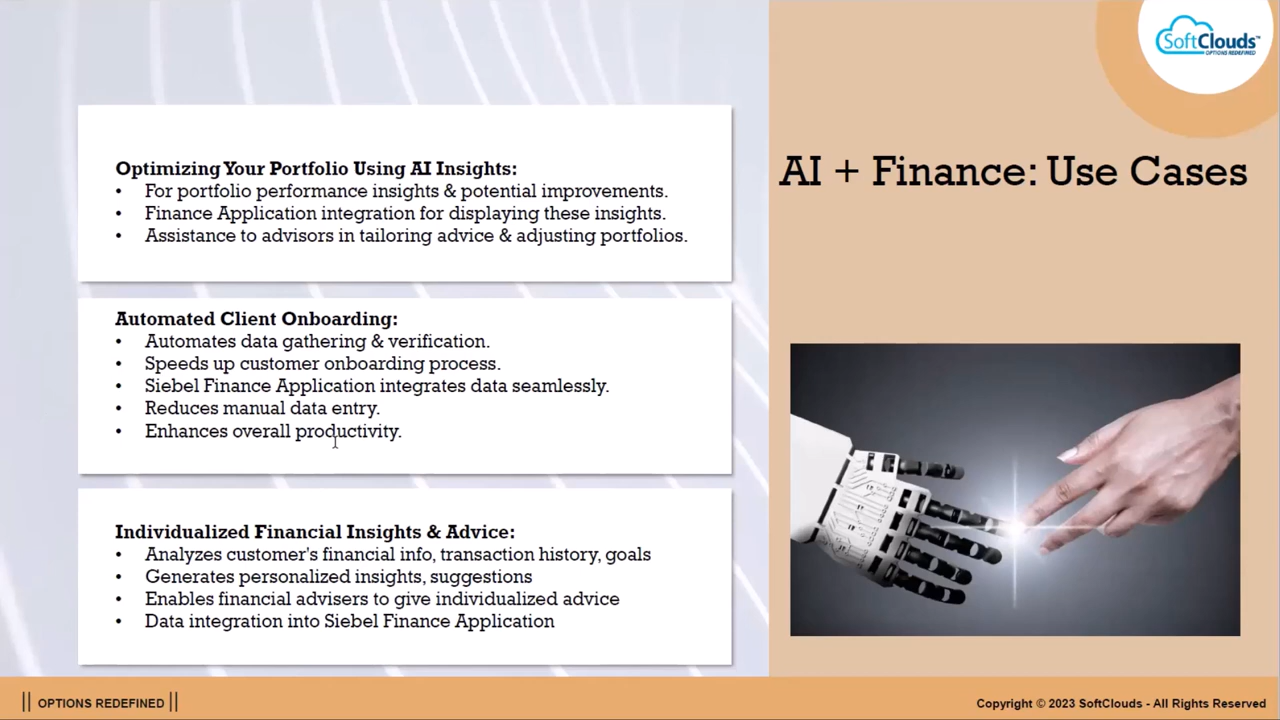 SoftClouds™
OPTIONS REDEFINED
AI + Finance: Use Cases
Optimizing Your Portfolio Using AI Insights:
• For portfolio performance insights & potential improvements.
• Finance Application integration for displaying these insights.
• Assistance to advisors in tailoring advice & adjusting portfolios.
Automated Client Onboarding:
• Automates data gathering & verification.
• Speeds up customer onboarding process.
• Siebel Finance Application integrates data seamlessly.
• Reduces manual data entry.
• Enhances overall productivity.
Individualized Financial Insights & Advice:
• Analyzes customer's financial info, transaction history, goals
• Generates personalized insights, suggestions
• Enables financial advisers to give individualized advice
• Data integration into Siebel Finance Application
|| OPTIONS REDEFINED ||
Copyright © 2023 SoftClouds - All Rights Reserved